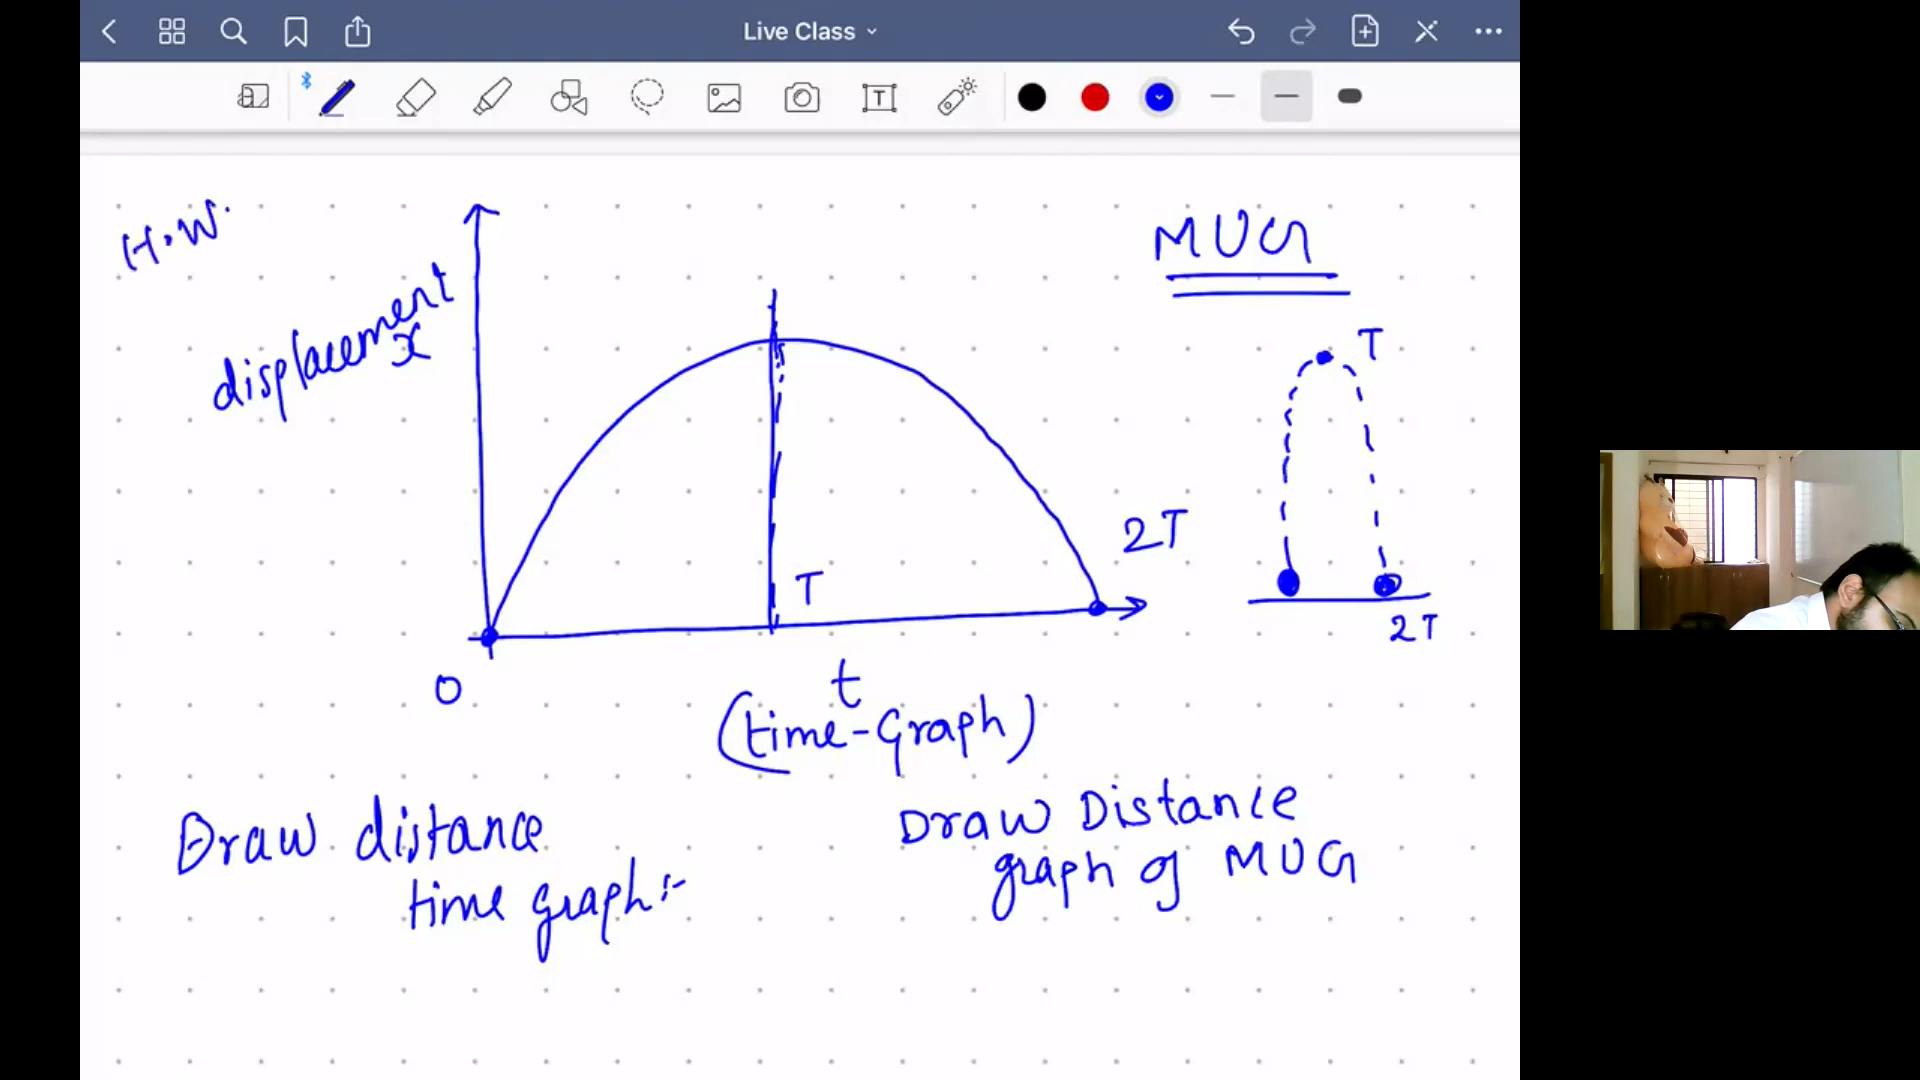 Live Class
T
H.W.
MUG
displacement
x
T
2T
T
2T
0
t
(time-Graph)
Draw distance
time graph:-
Draw Distance
graph of MUG